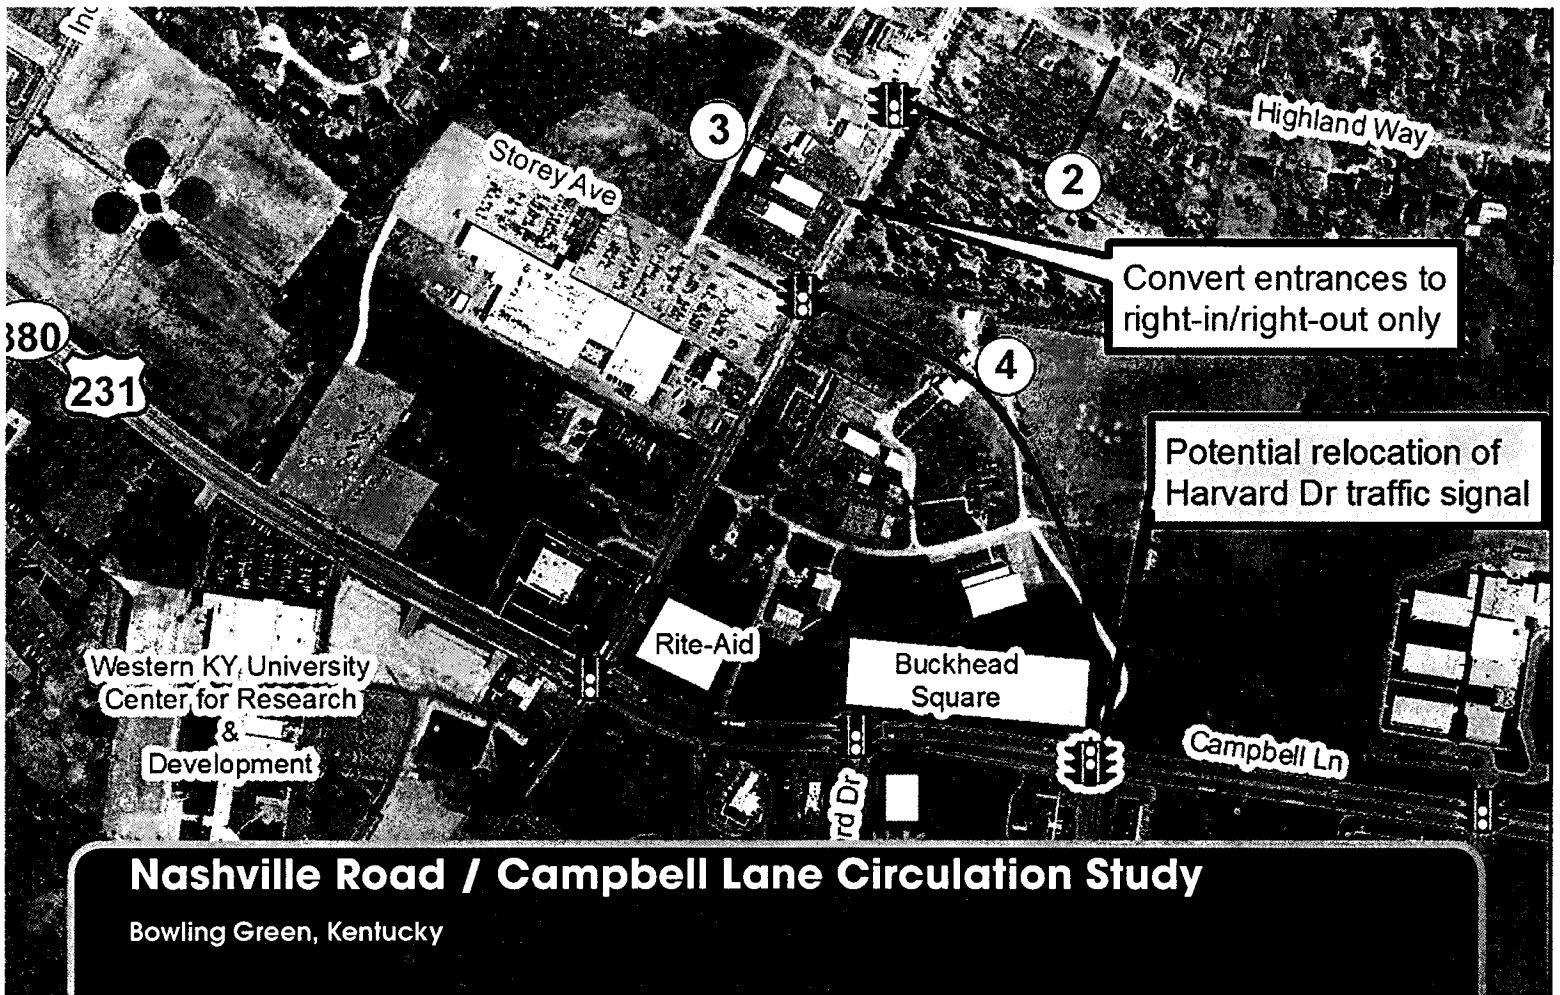 Inc
3
Storey Ave
2
Highland Way
Convert entrances to
right-in/right-out only
380
231
4
Potential relocation of
Harvard Dr traffic signal
Rite-Aid
Buckhead
Square
Western KY University
Center for Research
&
Development
Campbell Ln
rd Dr
Nashville Road / Campbell Lane Circulation Study
Bowling Green, Kentucky